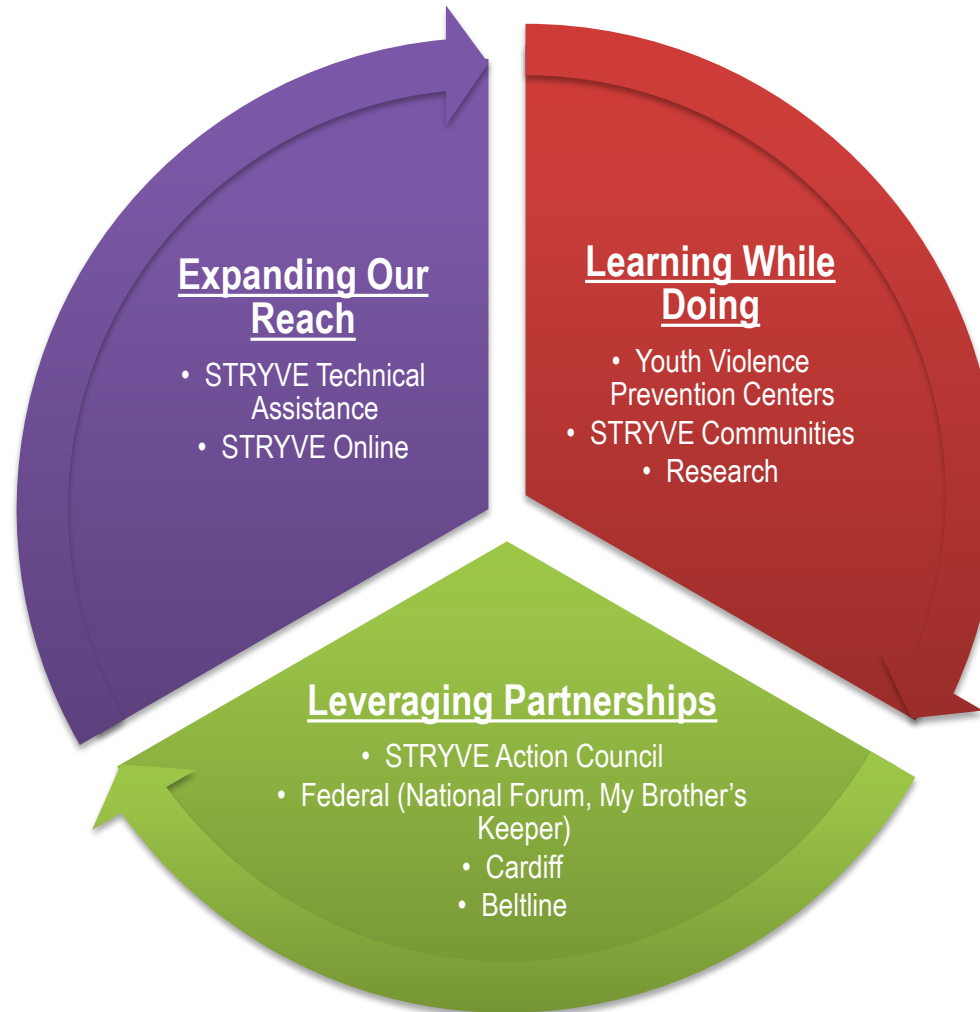 Expanding Our
Reach
• STRYVE Technical
Assistance
• STRYVE Online
Learning While
Doing
• Youth Violence
Prevention Centers
• STRYVE Communities
• Research
Leveraging Partnerships
• STRYVE Action Council
• Federal (National Forum, My Brother’s
Keeper)
• Cardiff
• Beltline